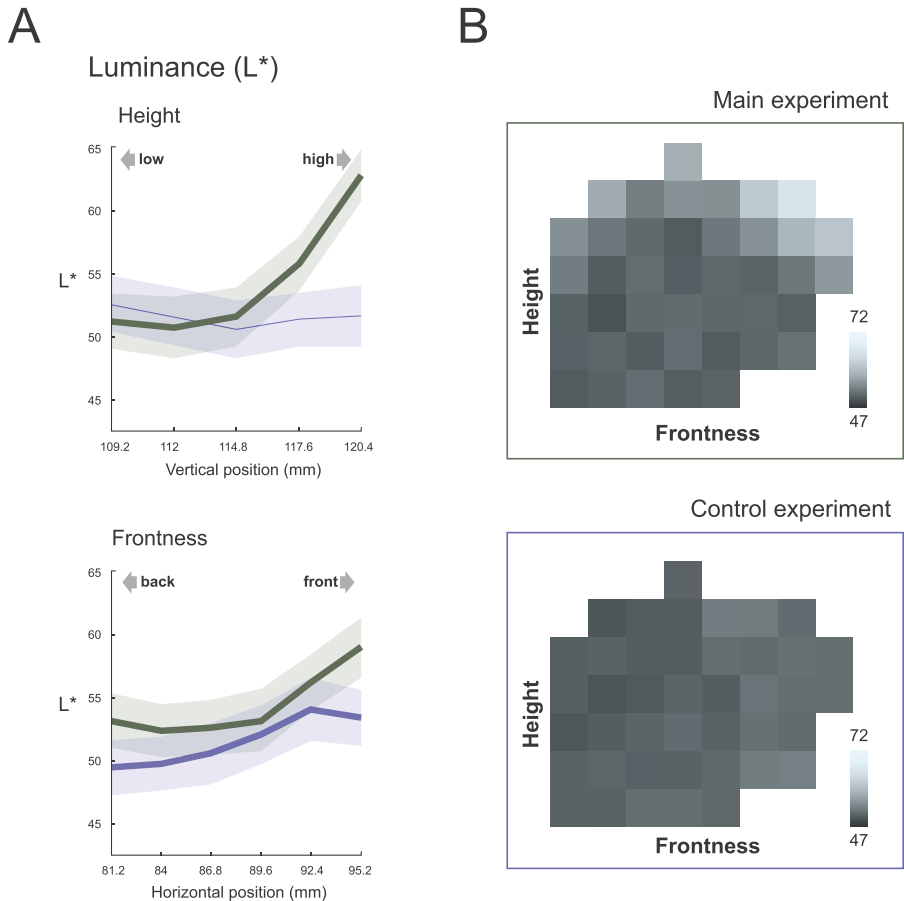 A
Luminance (L*)
Height
low
high
65
60
55
50
45
L*
109.2 112 114.8 117.6 120.4
Vertical position (mm)
Frontness
back
front
65
60
55
50
45
L*
81.2 84 86.8 89.6 92.4 95.2
Horizontal position (mm)
B
Main experiment
Height
Frontness
72
47
Control experiment
Height
Frontness
72
47